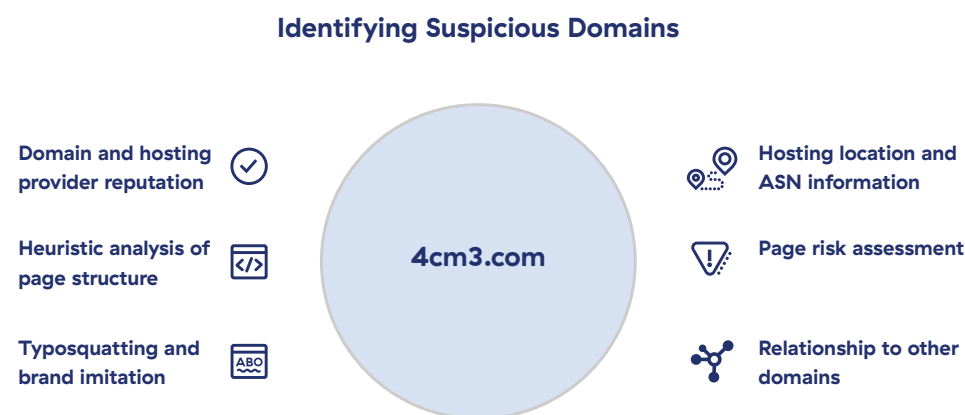 Identifying Suspicious Domains
Domain and hosting
provider reputation
Heuristic analysis of
page structure
</>
Typosquatting and
brand imitation
ABO
4cm3.com
Hosting location and
ASN information
Page risk assessment
Relationship to other
domains